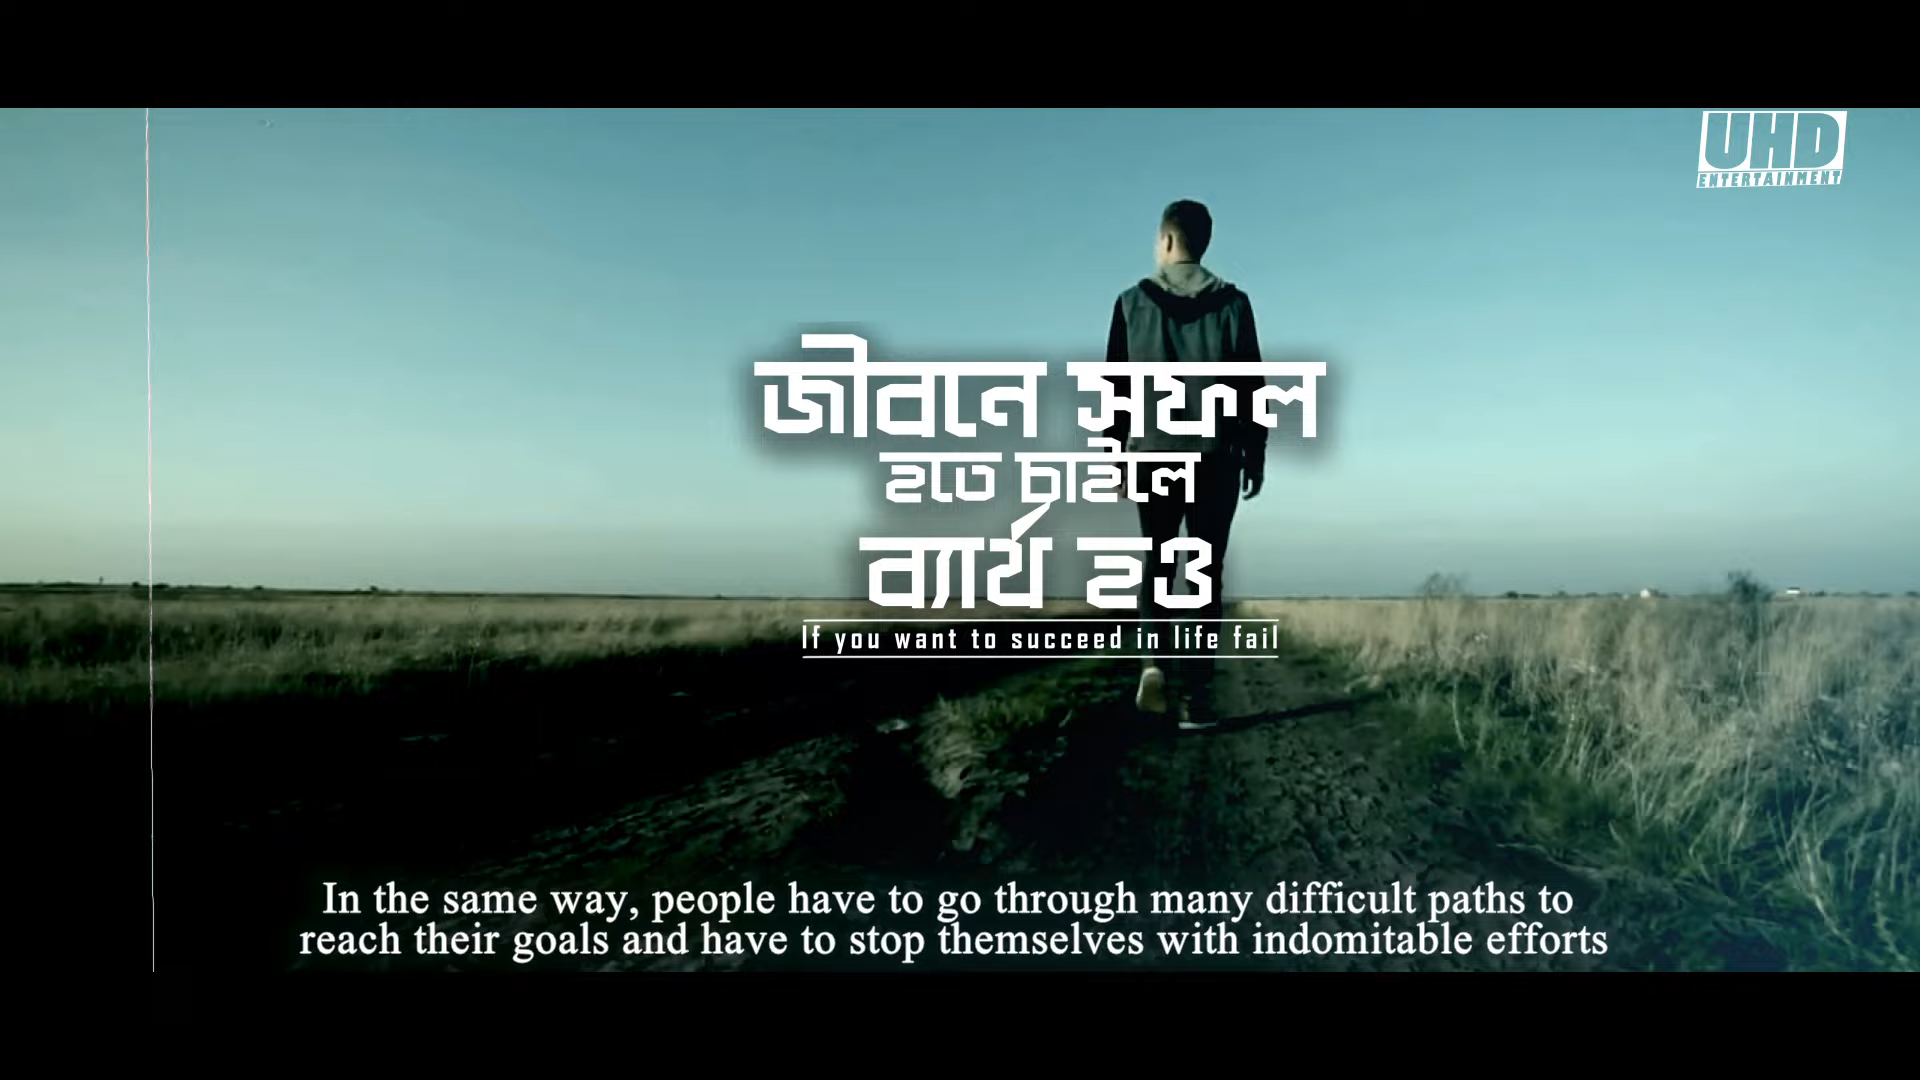 UHD
ENTERTAINMENT
জীবনে সফল
হতে চাইলে
ব্যার্থ হও
If you want to succeed in life fail
In the same way, people have to go through many difficult paths to
reach their goals and have to stop themselves with indomitable efforts